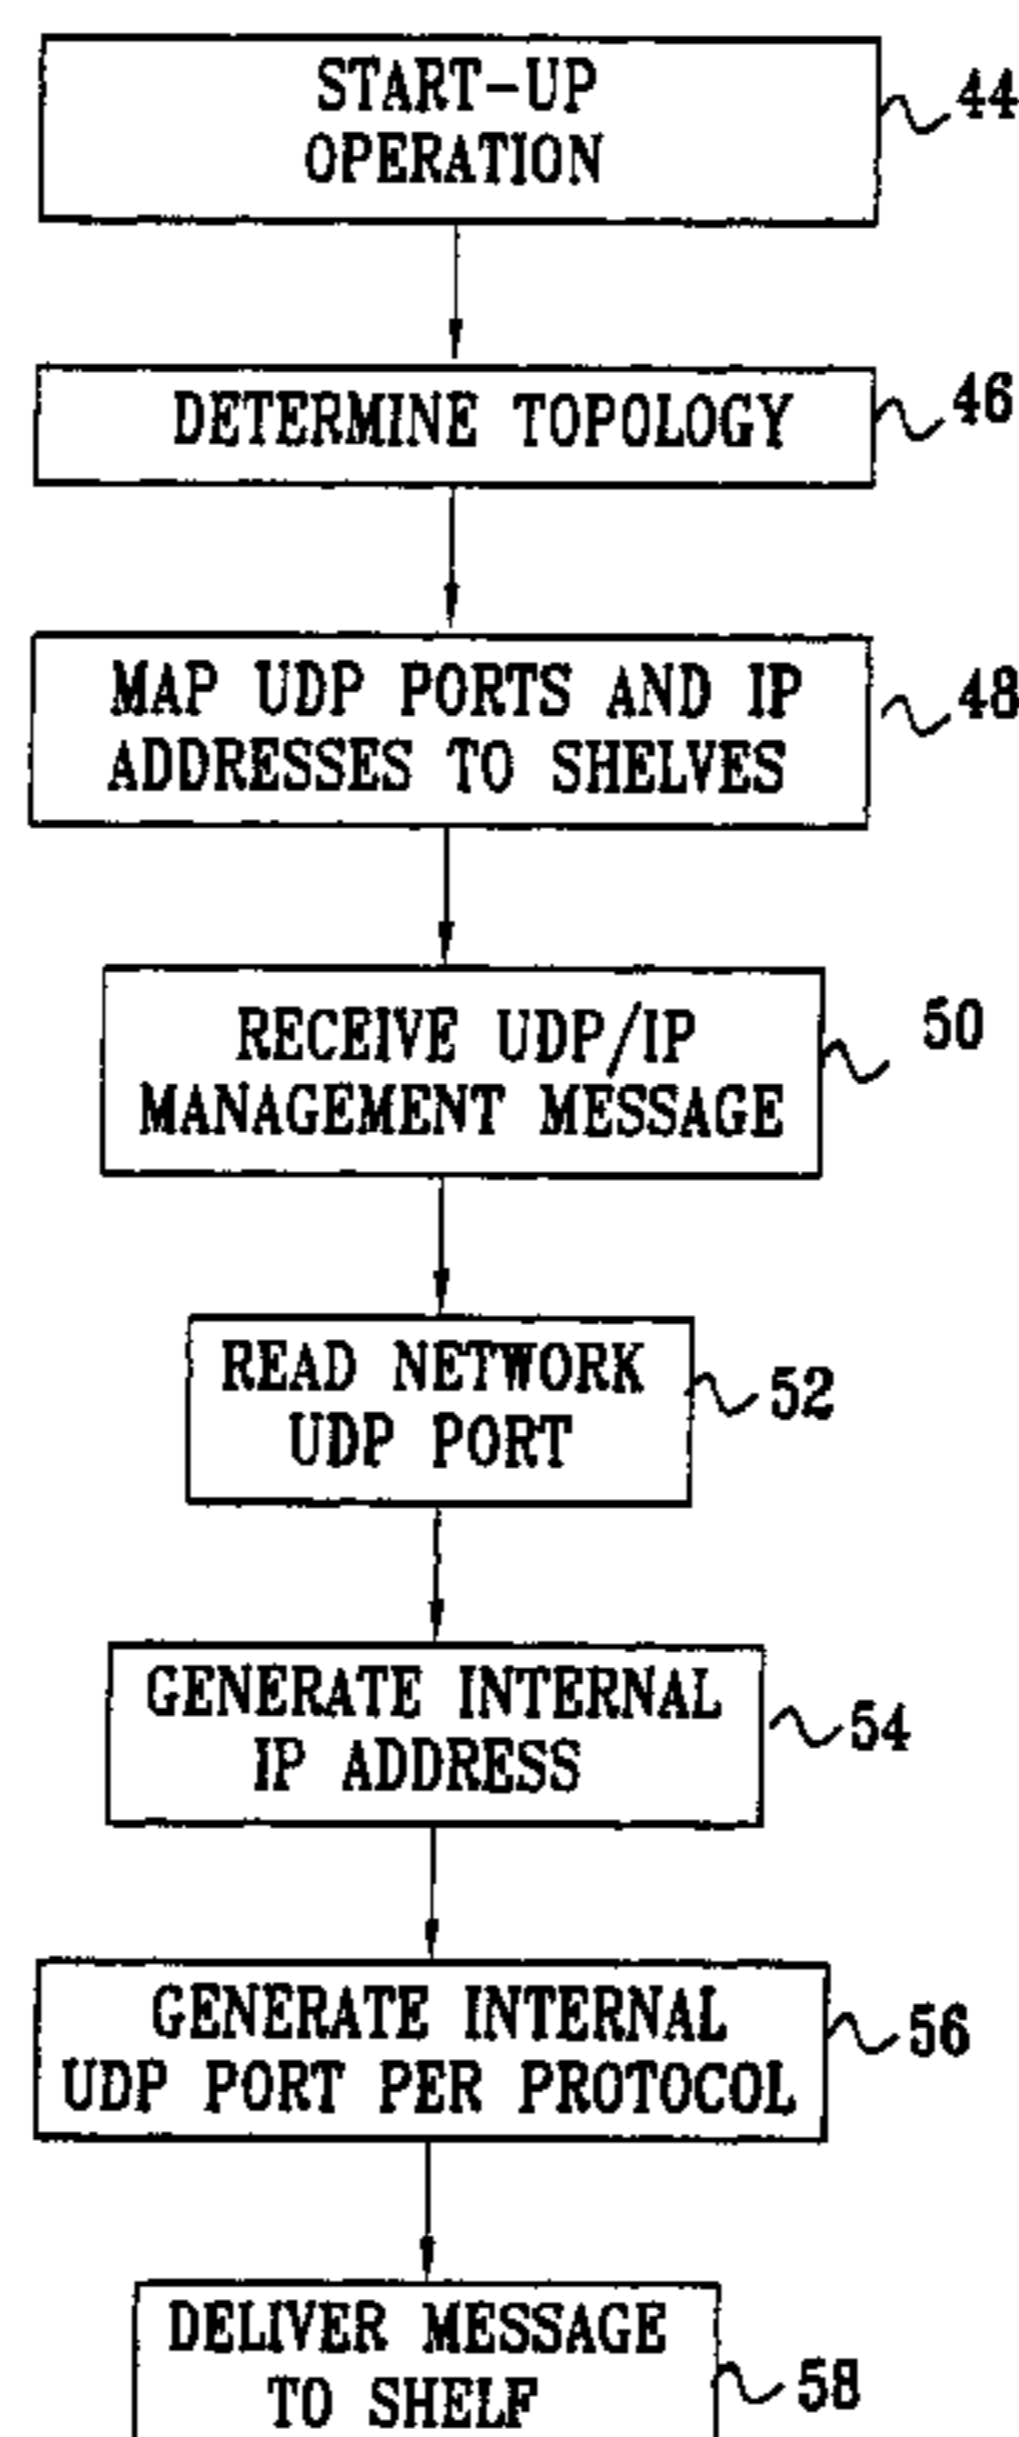 START-UP
OPERATION
44
DETERMINE TOPOLOGY
46
MAP UDP PORTS AND IP
ADDRESSES TO SHELVES
48
RECEIVE UDP/IP
MANAGEMENT MESSAGE
50
READ NETWORK
UDP PORT
52
GENERATE INTERNAL
IP ADDRESS
54
GENERATE INTERNAL
UDP PORT PER PROTOCOL
56
DELIVER MESSAGE
TO SHELF
58